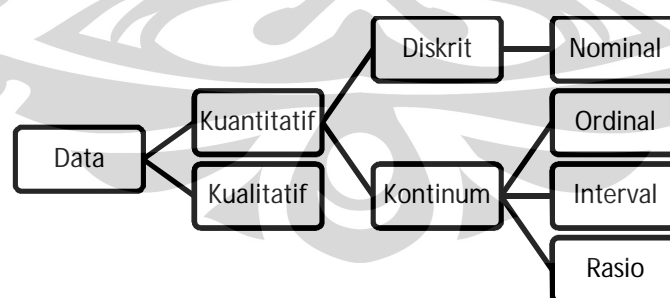 Data
Kuantitatif
Kualitatif
Diskrit
Kontinum
Nominal
Ordinal
Interval
Rasio